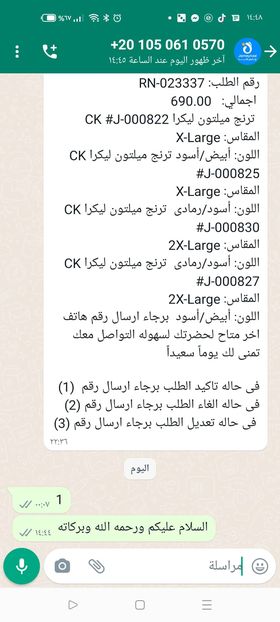 ١٤:٤٨
%٦٧
+20 105 061 0570
آخر ظهور اليوم عند الساعة ١٤:٤٥
رقم الطلب: RN-023337
اجمالي: 690.00
ترنج ميلتون ليكرا CK #J-000822
المقاس: X-Large
اللون: أبيض/أسود ترنج ميلتون ليكرا CK
#J-000825
المقاس: X-Large
اللون: أسود/رمادى ترنج ميلتون ليكرا CK
#J-000830
المقاس: 2X-Large
اللون: أسود/رمادى ترنج ميلتون ليكرا CK
#J-000827
المقاس: 2X-Large
اللون: أبيض/أسود برجاء ارسال رقم هاتف
اخر متاح لحضرتك لسهوله التواصل معك
تمنى لك يوماً سعيداً
فى حاله تاكيد الطلب برجاء ارسال رقم (1)
فى حاله الغاء الطلب برجاء ارسال رقم (2)
فى حاله تعديل الطلب برجاء ارسال رقم (3)
٢٢:٣٦
اليوم
1
٠٠:٠٧
السلام عليكم ورحمه الله وبركاته
١٤:٤٤
مراسلة